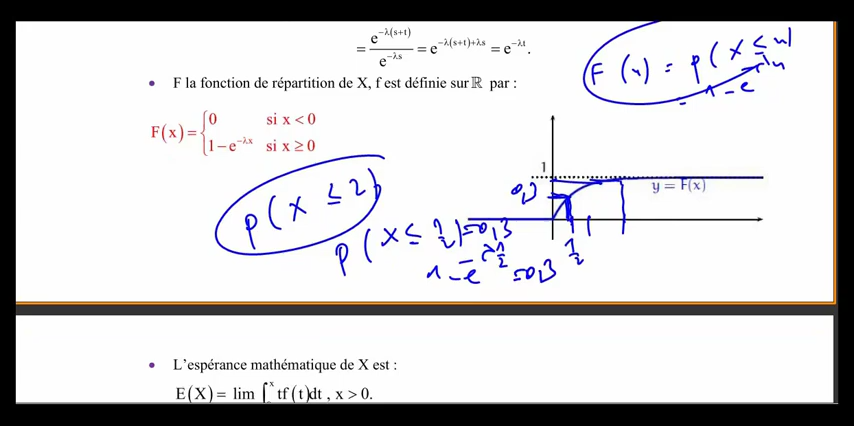 = e^{-λ(s+t)} / e^{-λs} = e^{-λ(s+t)+λs} = e^{-λt}.
F (x) = p( X ≤ x)
= 1 - e^{-λx}
• F la fonction de répartition de X, f est définie sur ℝ par :
F(x) = { 0 si x < 0
1 - e^{-λx} si x ≥ 0
1
0,3
y = F(x)
p( X ≤ 2)
p( X ≤ 1/2) = 0,3
1 - e^{-λ 1/2} = 0,3
1/2
• L’espérance mathématique de X est :
E(X) = lim ∫ˣ tf(t)dt , x > 0.